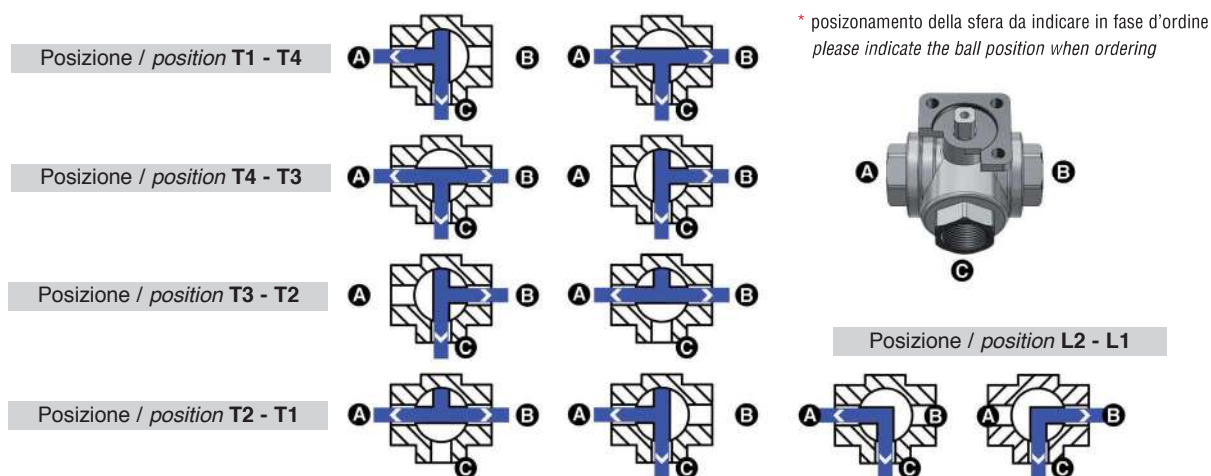 * posizonamento della sfera da indicare in fase d'ordine
please indicate the ball position when ordering
Posizione / position T1 - T4
A B C
A B C
Posizione / position T4 - T3
A B C
A B C
A B
C
Posizione / position T3 - T2
A B C
A B C
Posizione / position L2 - L1
Posizione / position T2 - T1
A B C
A B C
A B C
A B C